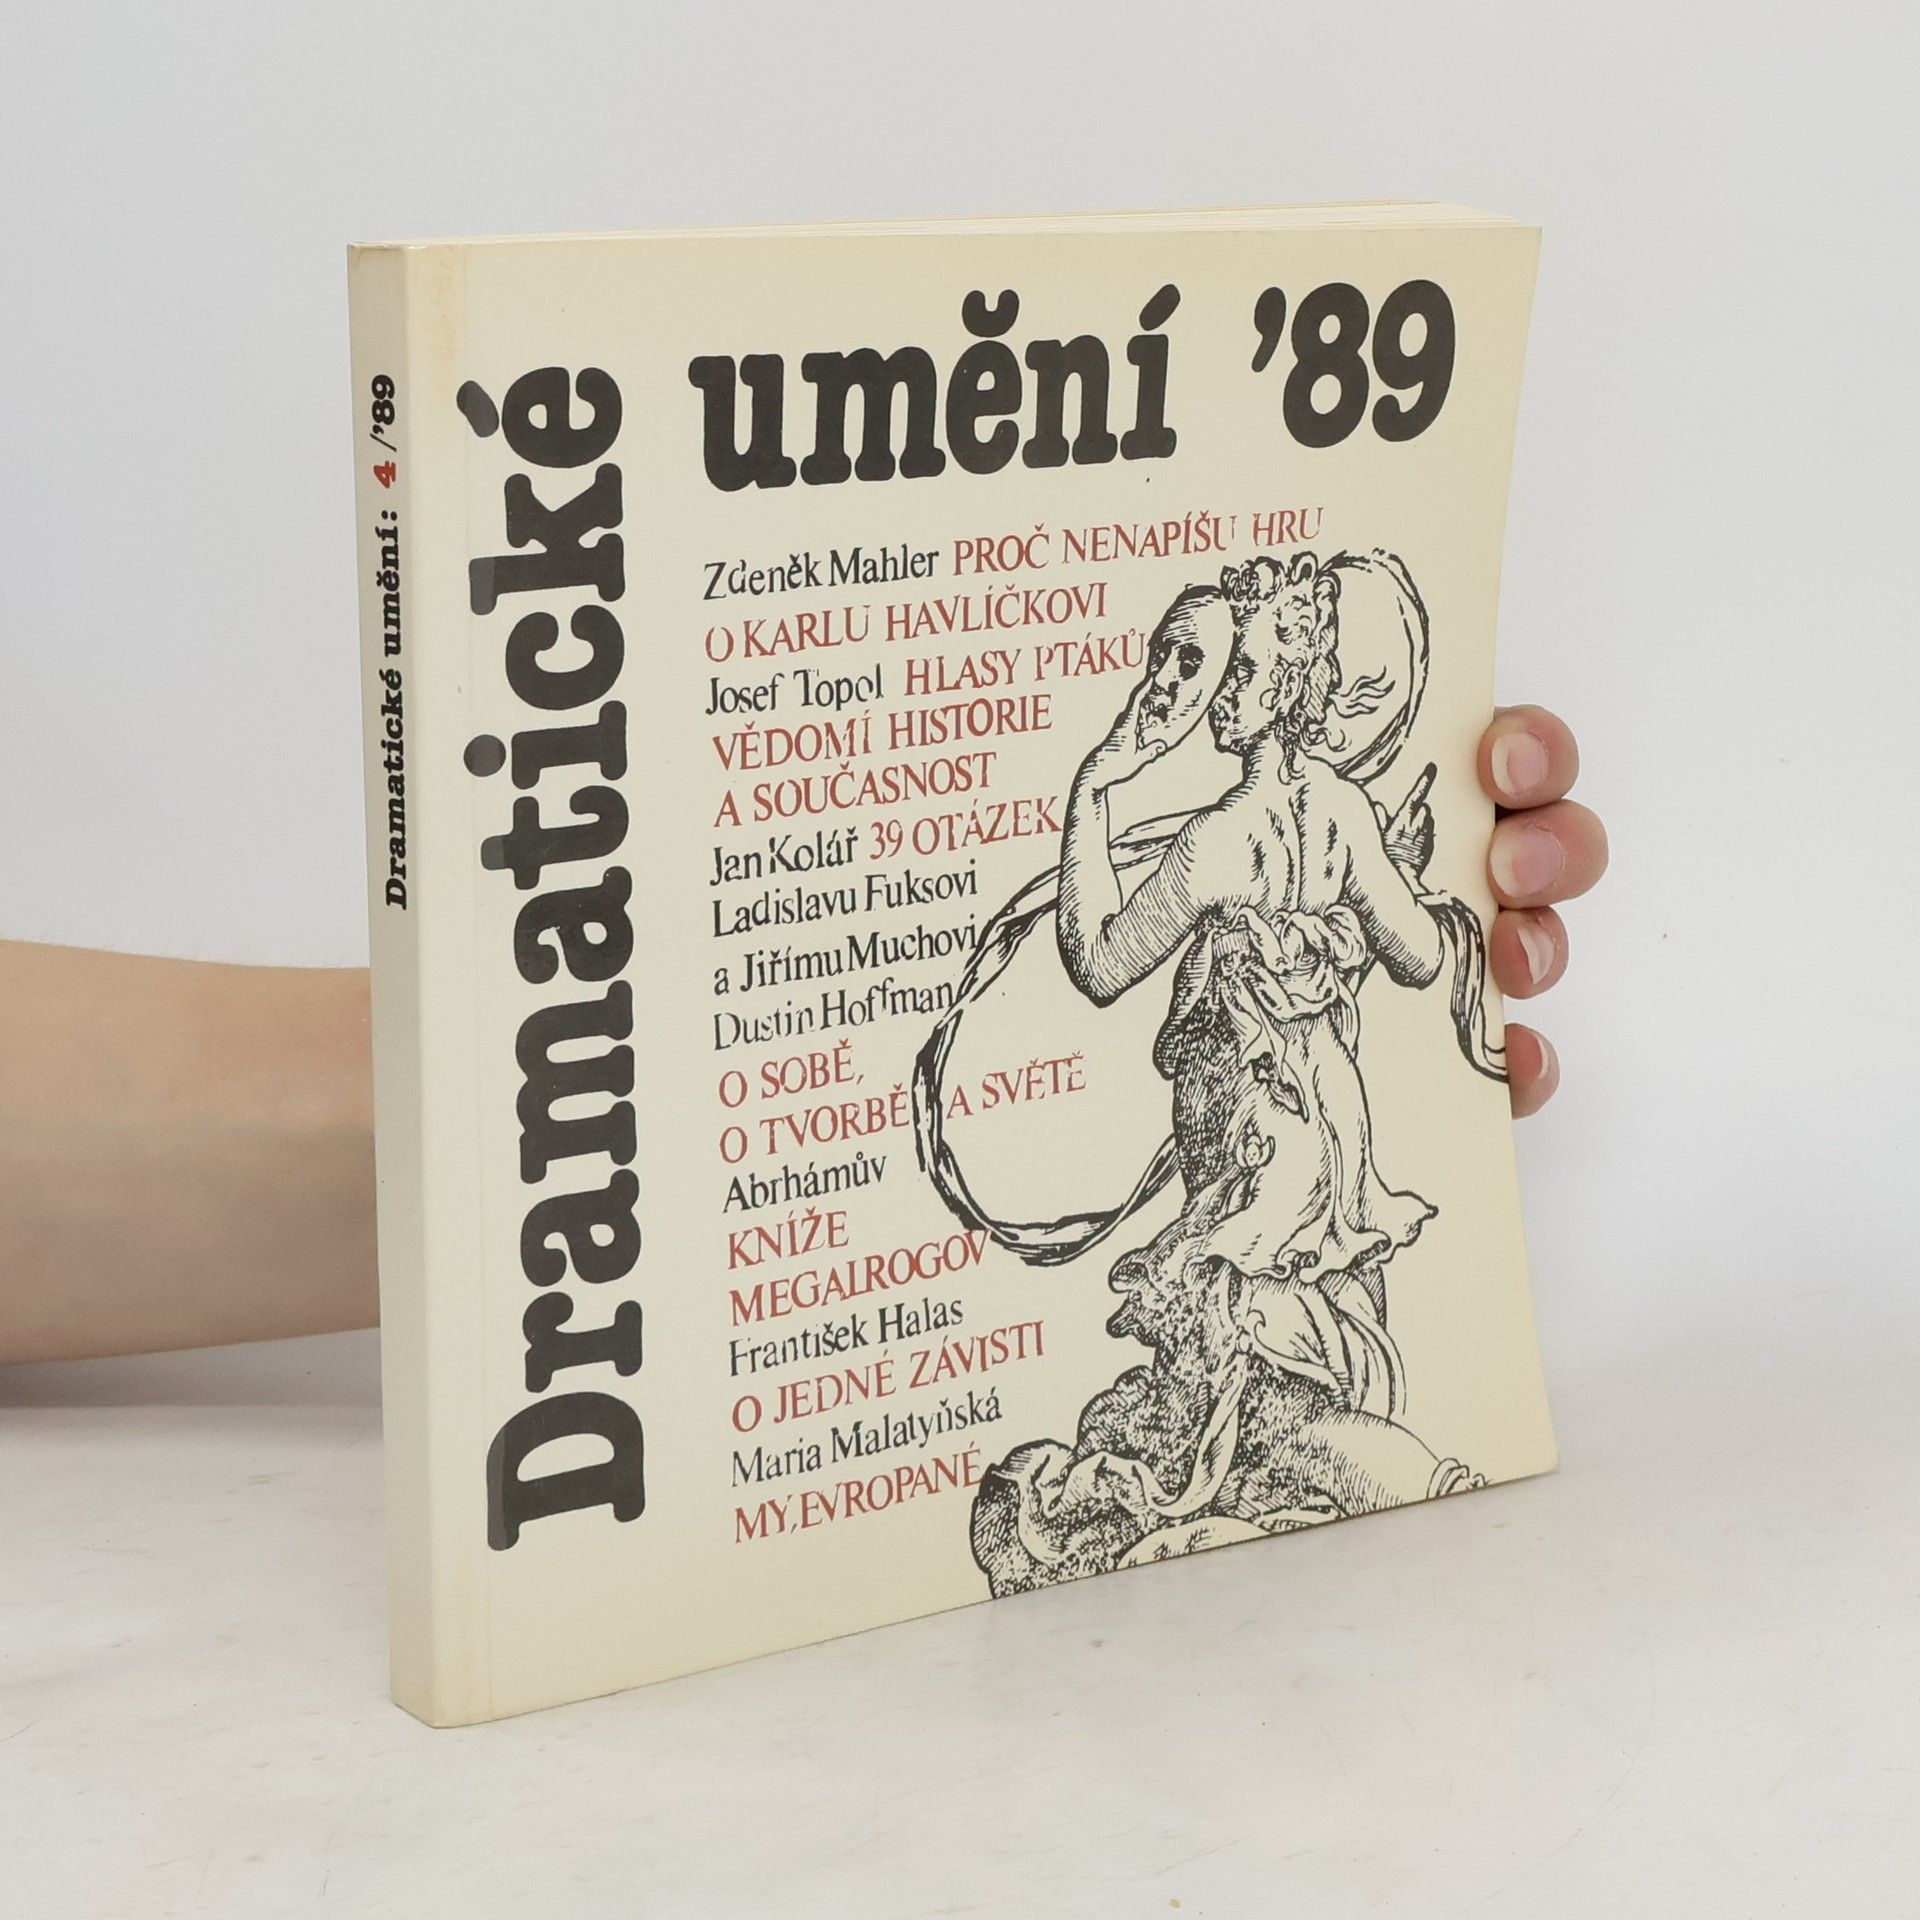 Dramatické umění: 4/'89
Dramatické
umění '89
Zdeněk Mahler PROČ NENAPÍŠU HRU
O KARLU HAVLÍČKOVI
Josef Topol HLASY PTÁKŮ
VĚDOMÍ HISTORIE
A SOUČASNOST
Jan Kolář 39 OTÁZEK
Ladislavu Fuksovi
a Jiřímu Muchovi
Dustin Hoffman
O SOBĚ,
O TVORBĚ A SVĚTĚ
Abrhámův
KNÍŽE
MEGALROGOV
František Halas
O JEDNÉ ZÁVISTI
Maria Malatyňská
MY, EVROPANÉ